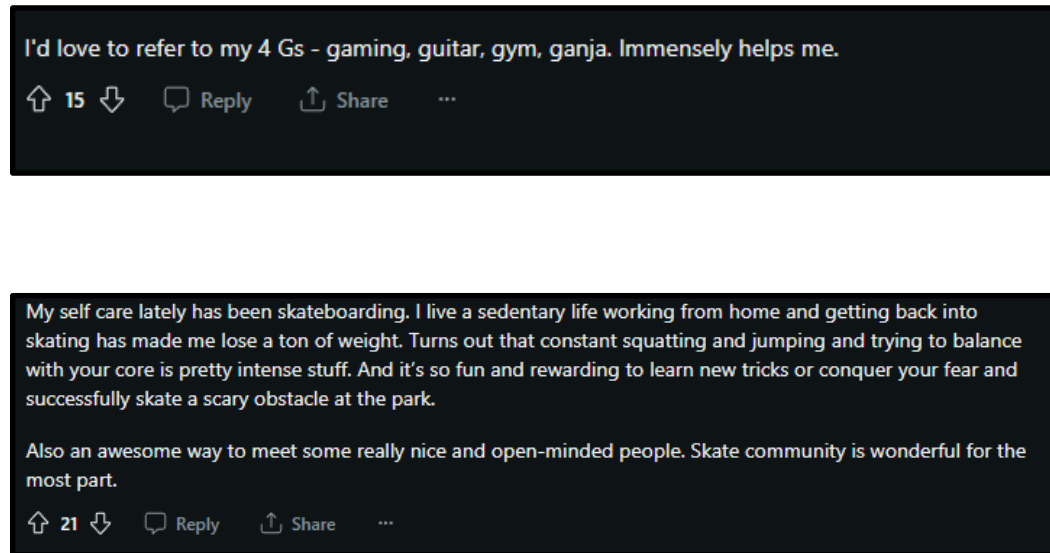 I'd love to refer to my 4 Gs - gaming, guitar, gym, ganja. Immensely helps me.
15 Reply Share ...
My self care lately has been skateboarding. I live a sedentary life working from home and getting back into
skating has made me lose a ton of weight. Turns out that constant squatting and jumping and trying to balance
with your core is pretty intense stuff. And it's so fun and rewarding to learn new tricks or conquer your fear and
successfully skate a scary obstacle at the park.
Also an awesome way to meet some really nice and open-minded people. Skate community is wonderful for the
most part.
21 Reply Share ...